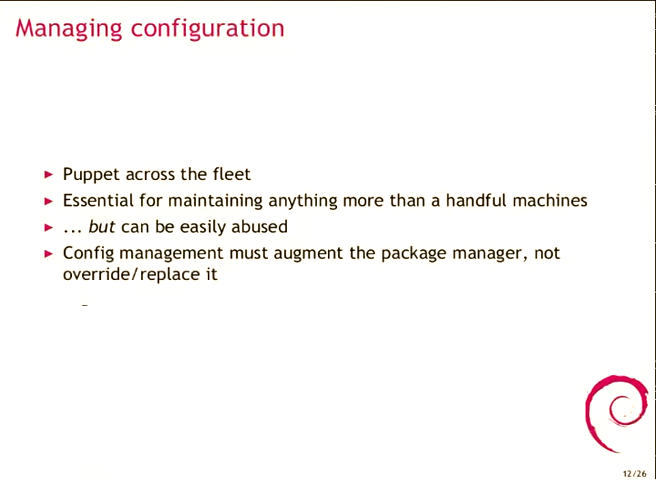 Managing configuration
▶ Puppet across the fleet
▶ Essential for maintaining anything more than a handful machines
▶ ... but can be easily abused
▶ Config management must augment the package manager, not
override/replace it
12/26